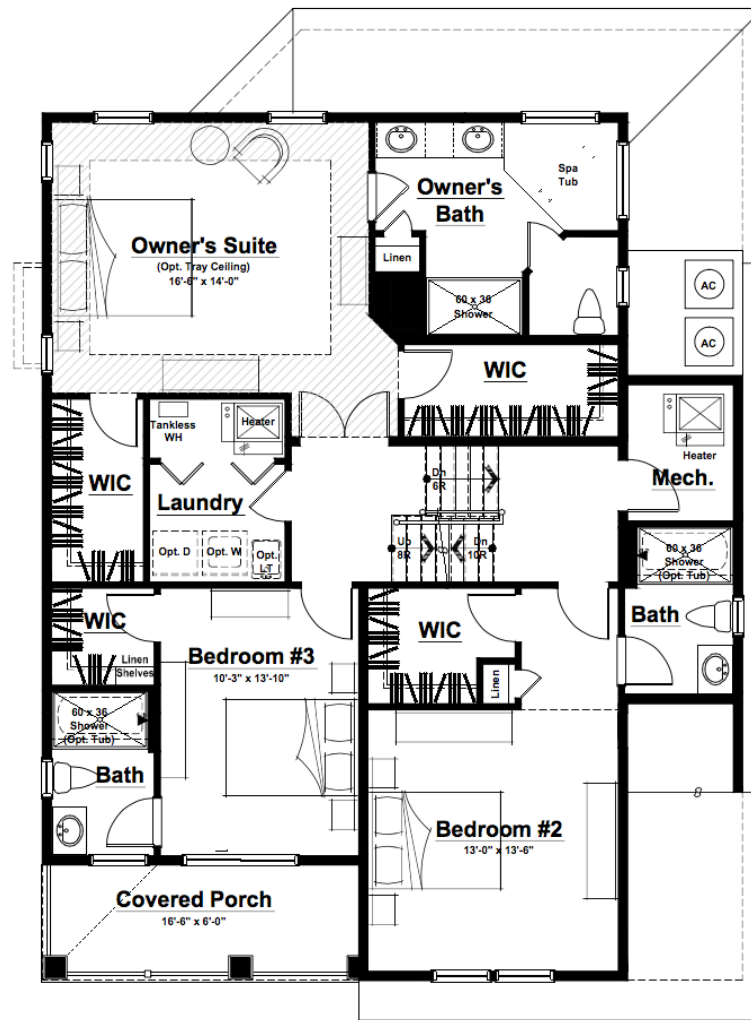 Owner's Suite
(Opt. Tray Ceiling)
16'-6" x 14'-0"
Owner's
Bath
Spa
Tub
Linen
60 x 36
Shower
AC
AC
WIC
Tankless
WH
Heater
WIC
Laundry
Opt. D
Opt. W
Opt.
LT
Dn
6R
Up
8R
Dn
10R
Heater
Mech.
60 x 36
Shower
(Opt. Tub)
Bath
WIC
Linen
Shelves
Bedroom #3
10'-3" x 13'-10"
WIC
Linen
60 x 36
Shower
(Opt. Tub)
Bath
Bedroom #2
13'-0" x 13'-6"
Covered Porch
16'-6" x 6'-0"